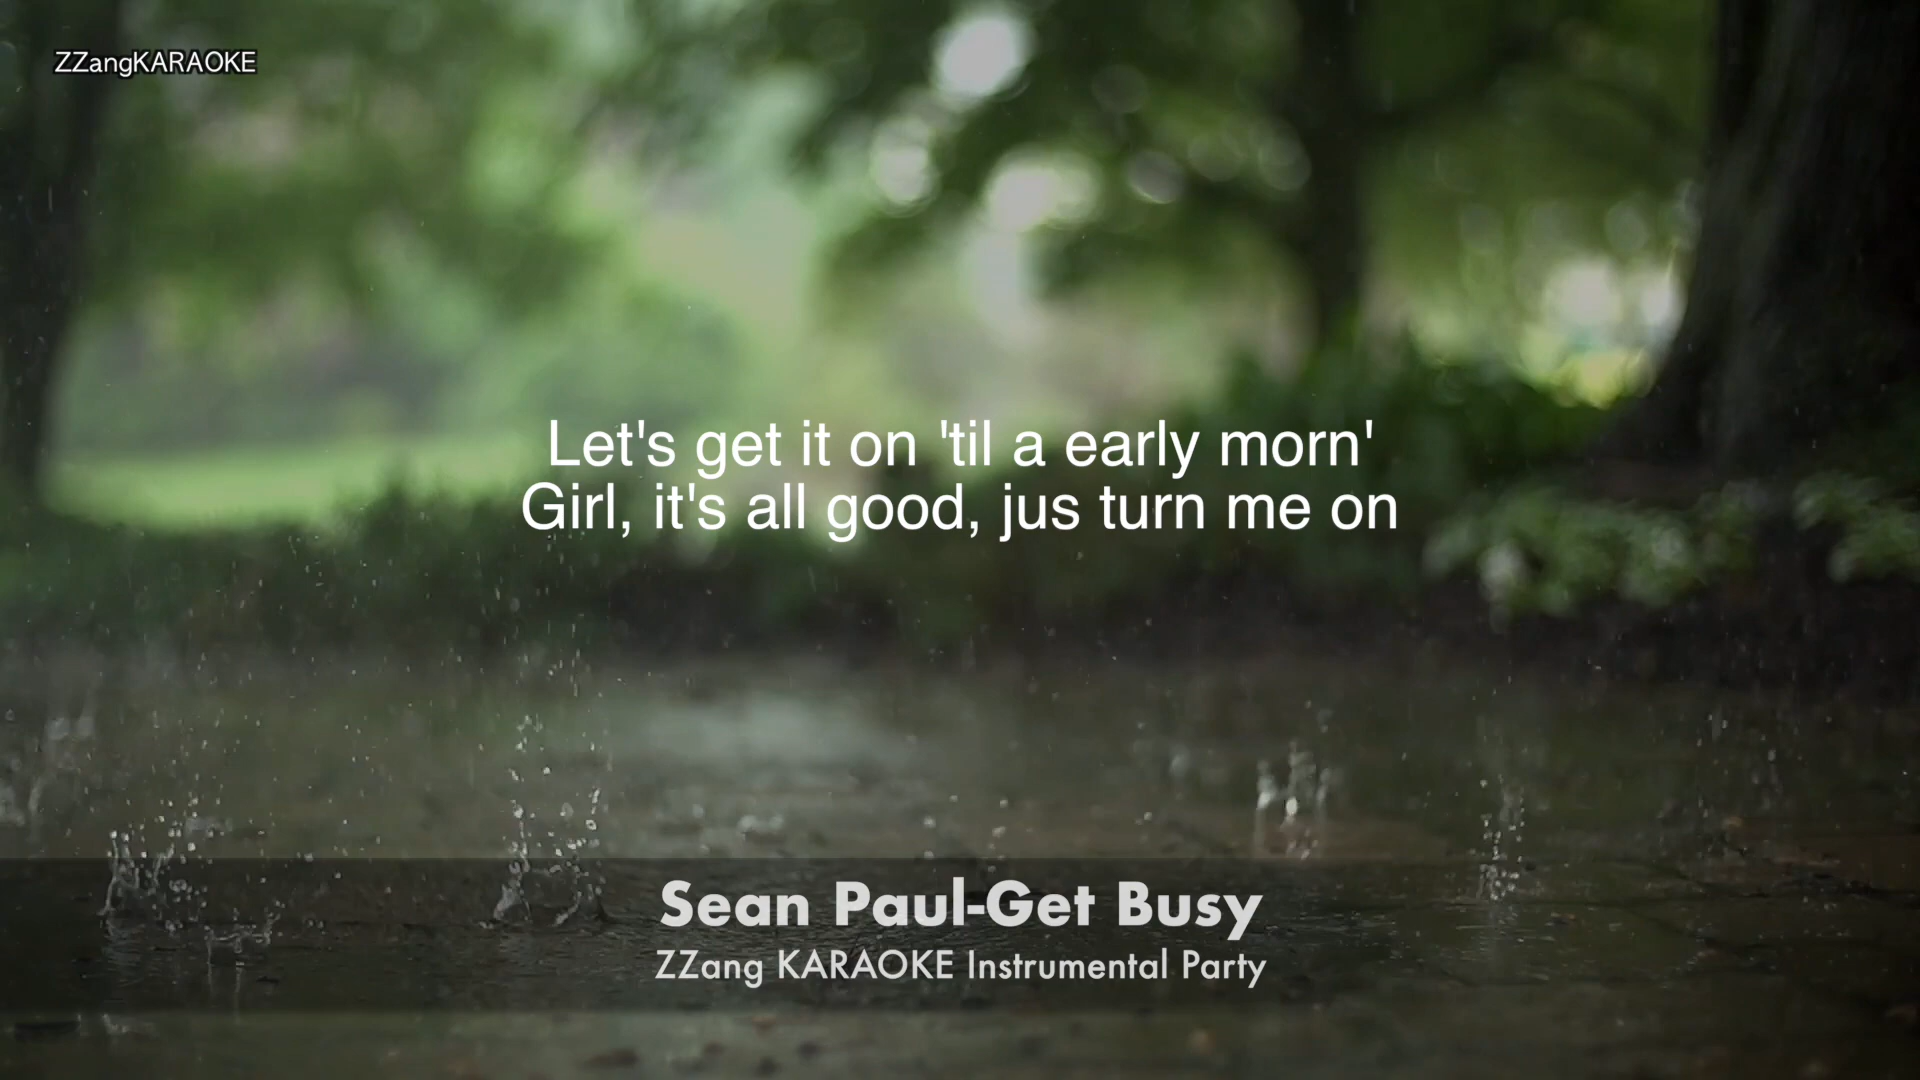 ZZangKARAOKE
Let's get it on 'til a early morn'
Girl, it's all good, jus turn me on
Sean Paul-Get Busy
ZZang KARAOKE Instrumental Party